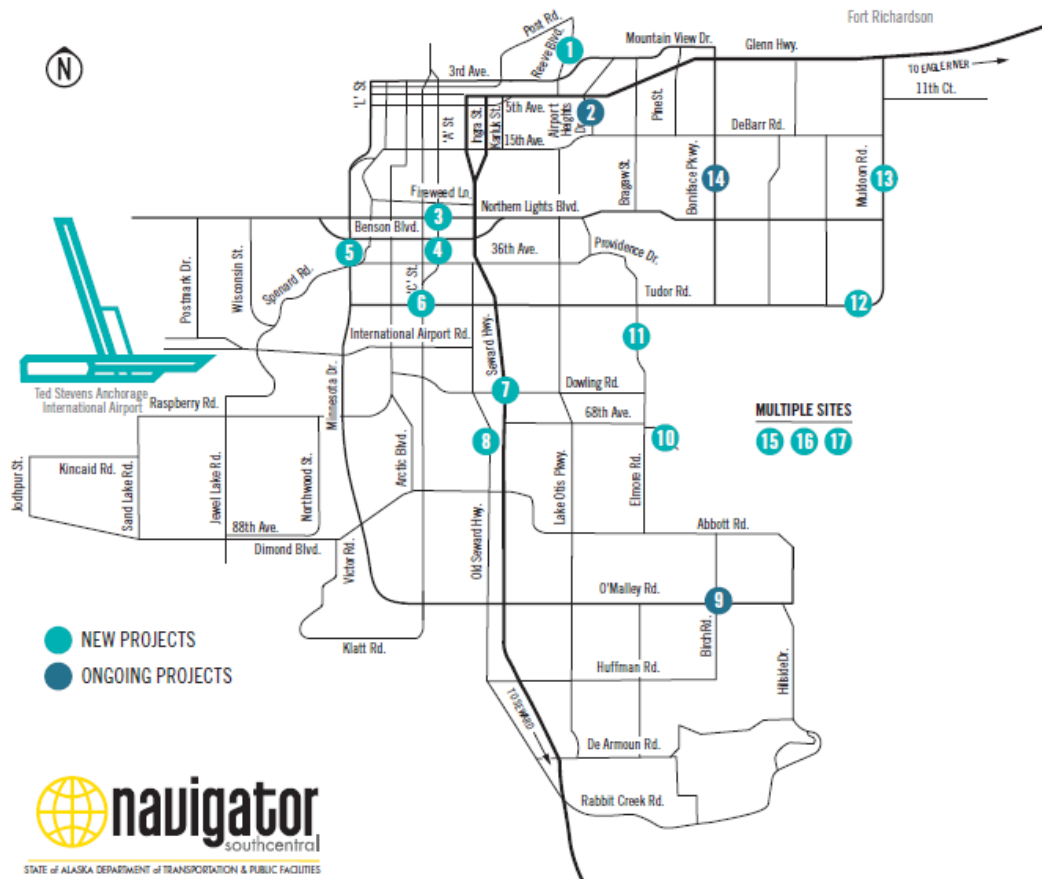 Fort Richardson
Post Rd.
Reeve Blvd.
1
Mountain View Dr.
Glenn Hwy.
N
3rd Ave.
TO EAGLE RIVER
11th Ct.
'L' St
'A' St
Ingra St.
Karluk St.
5th Ave.
15th Ave.
Airport
Heights
Dr.
2
Pine St.
DeBarr Rd.
Bragaw St.
Boniface Pkwy.
14
Muldoon Rd.
13
Fireweed Ln.
Northern Lights Blvd.
3
Benson Blvd.
5
4
36th Ave.
Providence Dr.
Postmark Dr.
Wisconsin St.
Spenard Rd.
'C' St.
6
Tudor Rd.
12
International Airport Rd.
Seward Hwy.
11
Ted Stevens Anchorage
International Airport
Raspberry Rd.
Minnesota Dr.
7
Dowling Rd.
68th Ave.
8
10
MULTIPLE SITES
15 16 17
Jodhpur St.
Kincaid Rd.
Sand Lake Rd.
Jewel Lake Rd.
Northwood St.
Arctic Blvd.
Lake Otis Pkwy.
Elmore Rd.
88th Ave.
Dimond Blvd.
Victor Rd.
Old Seward Hwy.
Abbott Rd.
O'Malley Rd.
9
Klatt Rd.
Birch Rd.
Hillside Dr.
Huffman Rd.
NEW PROJECTS
ONGOING PROJECTS
TO SEWARD
De Armoun Rd.
Rabbit Creek Rd.
navigator
southcentral
STATE of ALASKA DEPARTMENT of TRANSPORTATION & PUBLIC FACILITIES